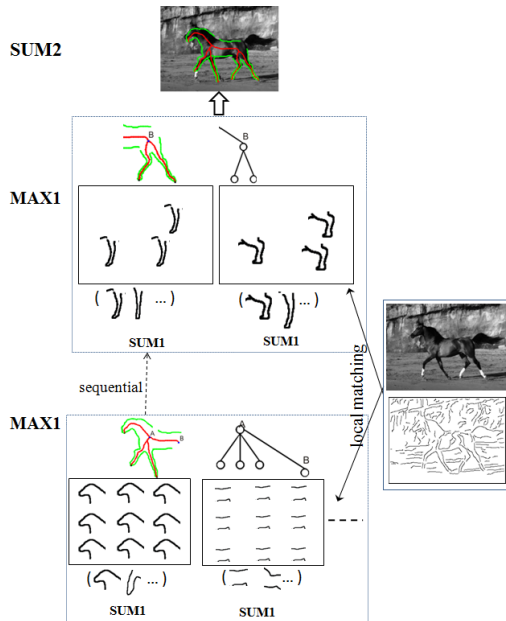 SUM2
B
B
MAX1
( ... )
( ... )
SUM1
SUM1
sequential
local matching
MAX1
A
B
A
B
( ... )
( ... )
SUM1
SUM1